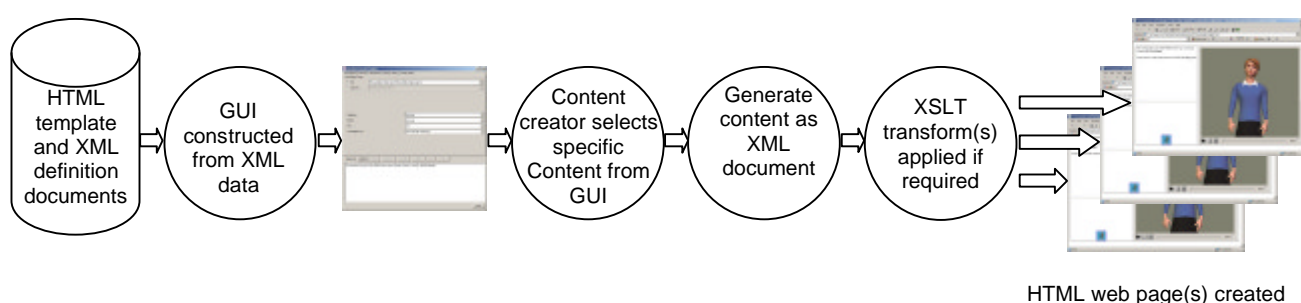 HTML
template
and XML
definition
documents
GUI
constructed
from XML
data
Content
creator selects
specific
Content from
GUI
Generate
content as
XML
document
XSLT
transform(s)
applied if
required
HTML web page(s) created